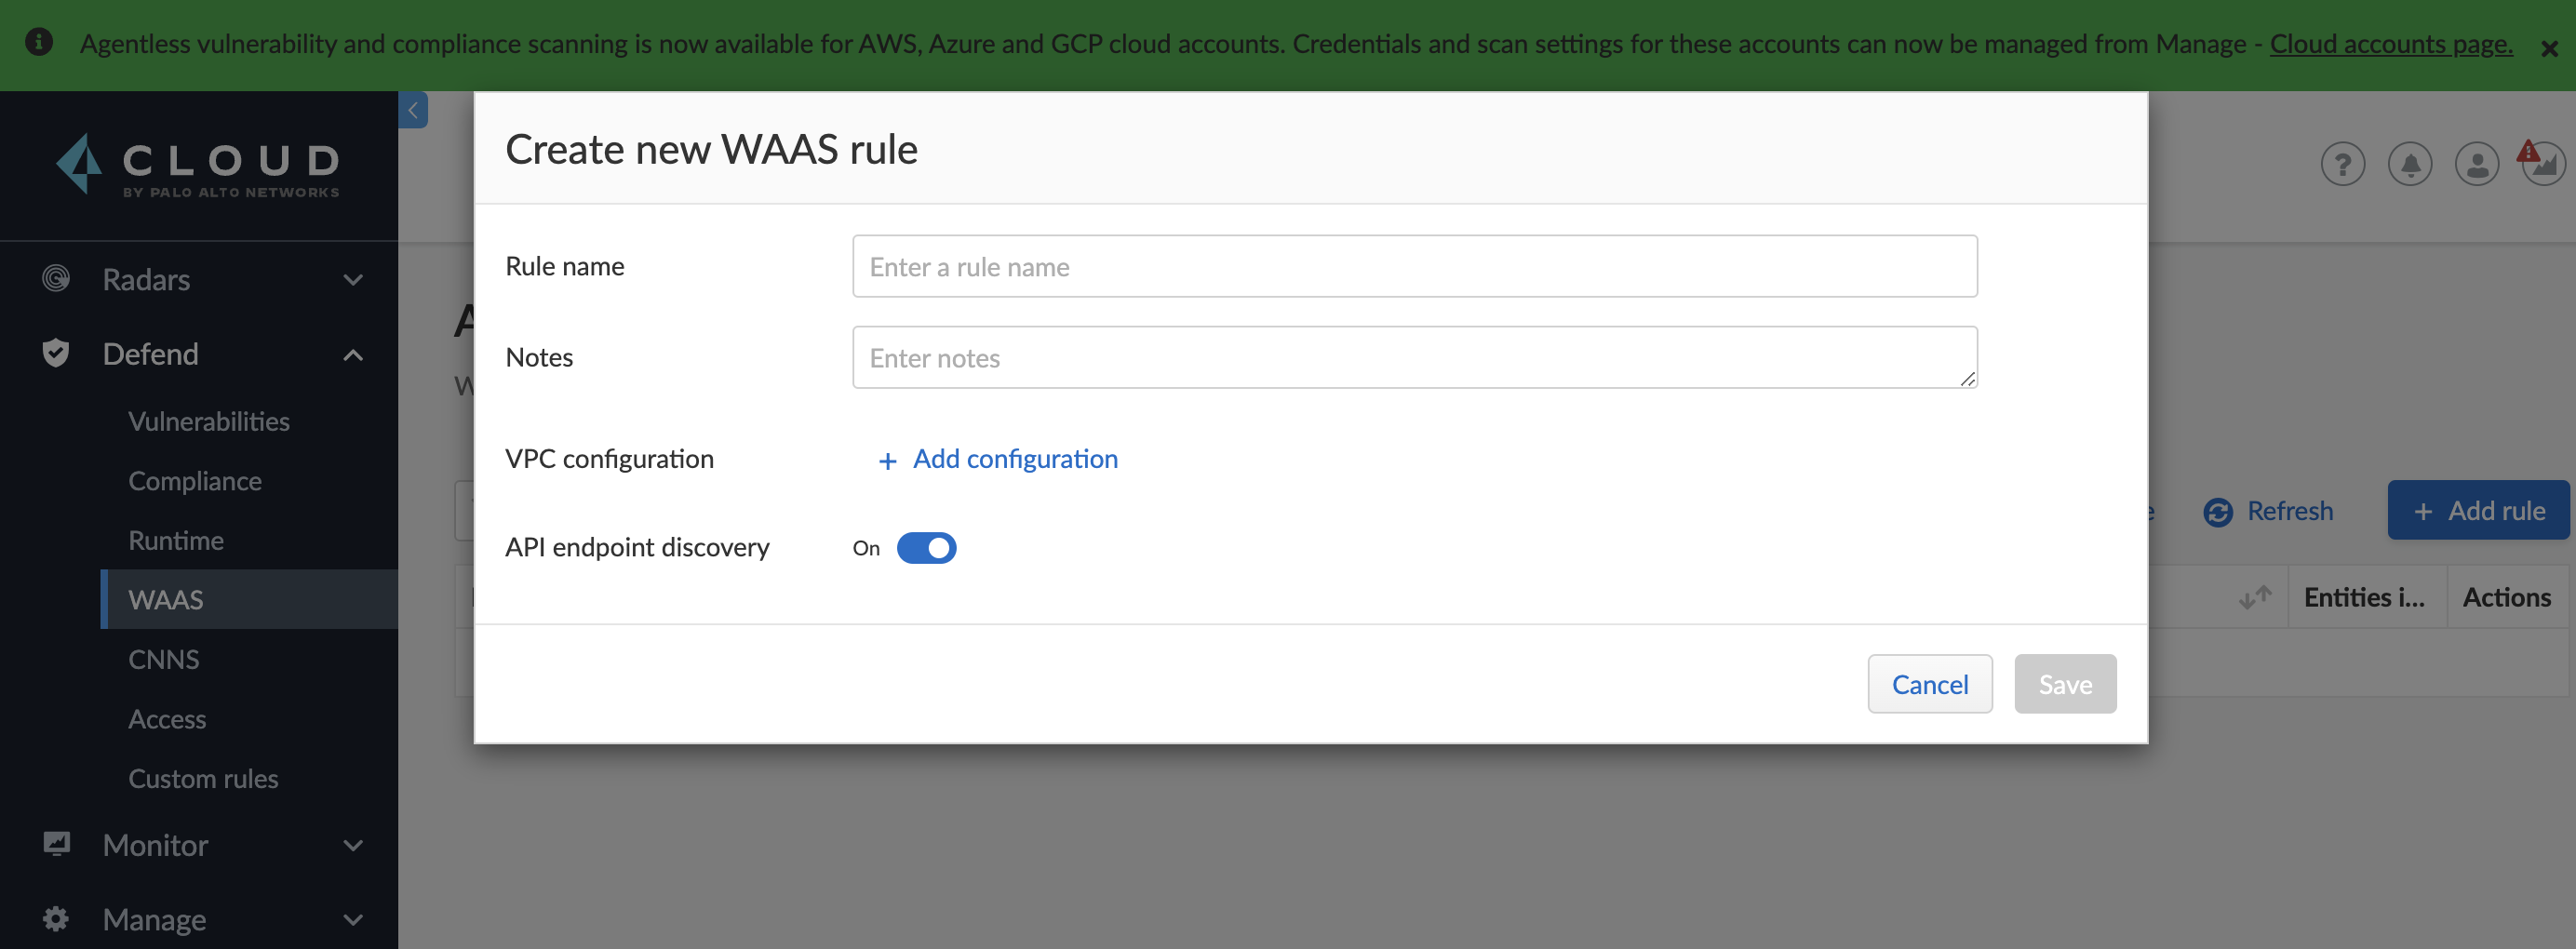 Agentless vulnerability and compliance scanning is now available for AWS, Azure and GCP cloud accounts. Credentials and scan settings for these accounts can now be managed from Manage - Cloud accounts page.
CLOUD
BY PALO ALTO NETWORKS
Radars
Defend
Vulnerabilities
Compliance
Runtime
WAAS
CNNS
Access
Custom rules
Monitor
Manage
Create new WAAS rule
Rule name
Enter a rule name
Notes
Enter notes
VPC configuration
+ Add configuration
API endpoint discovery
On
Cancel
Save
Refresh
+ Add rule
Entities i...
Actions